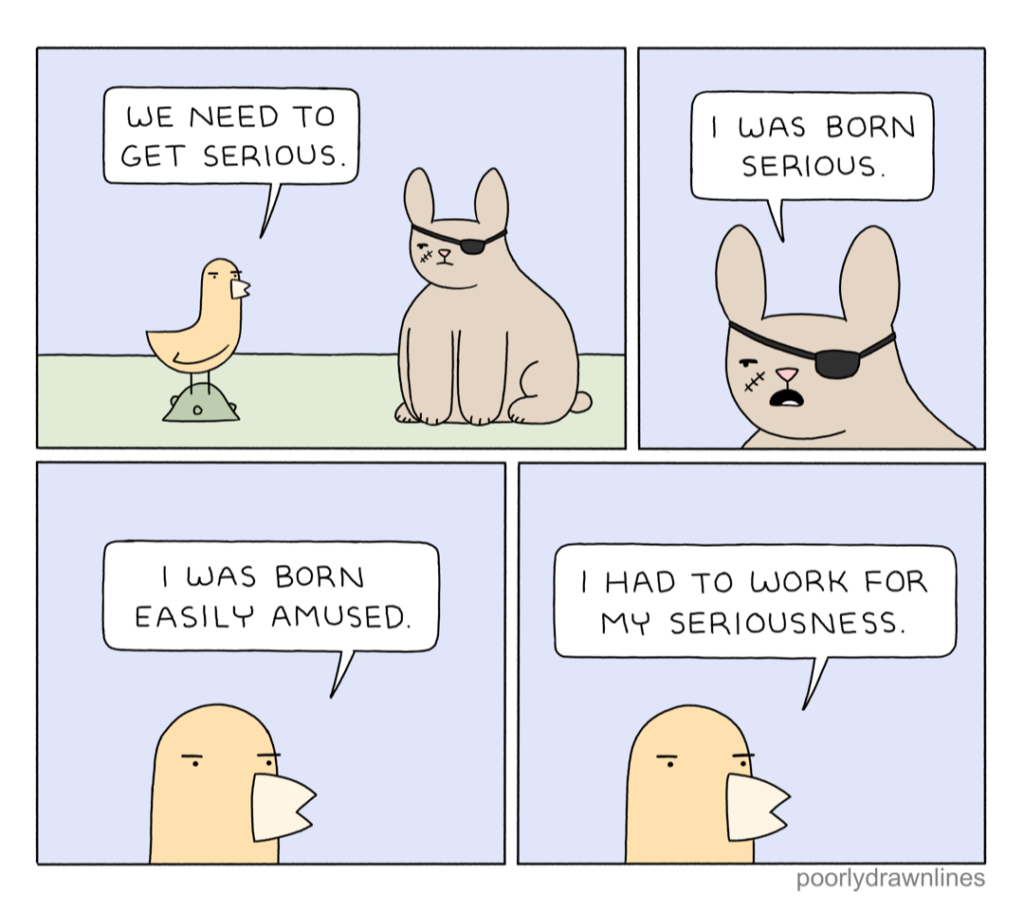 WE NEED TO
GET SERIOUS.
I WAS BORN
SERIOUS.
I WAS BORN
EASILY AMUSED.
I HAD TO WORK FOR
MY SERIOUSNESS.
poorlydrawnlines